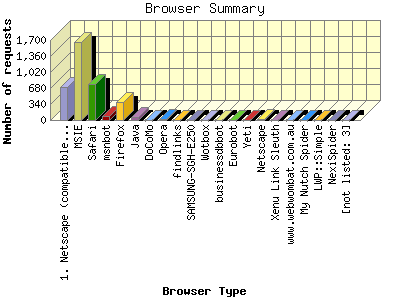 Browser Summary
Number of requests
1,700
1,360
1,020
680
340
0
1. Netscape (compatible...
MSIE
Safari
msnbot
Firefox
Java
DoCoMo
Opera
findlinks
SAMSUNG-SGH-E250
Wotbox
businessdbbot
Eurobot
Yeti
Netscape
Xenu Link Sleuth
www.webwombat.com.au
My Nutch Spider
LWP::Simple
NexiSpider
[not listed: 3]
Browser Type